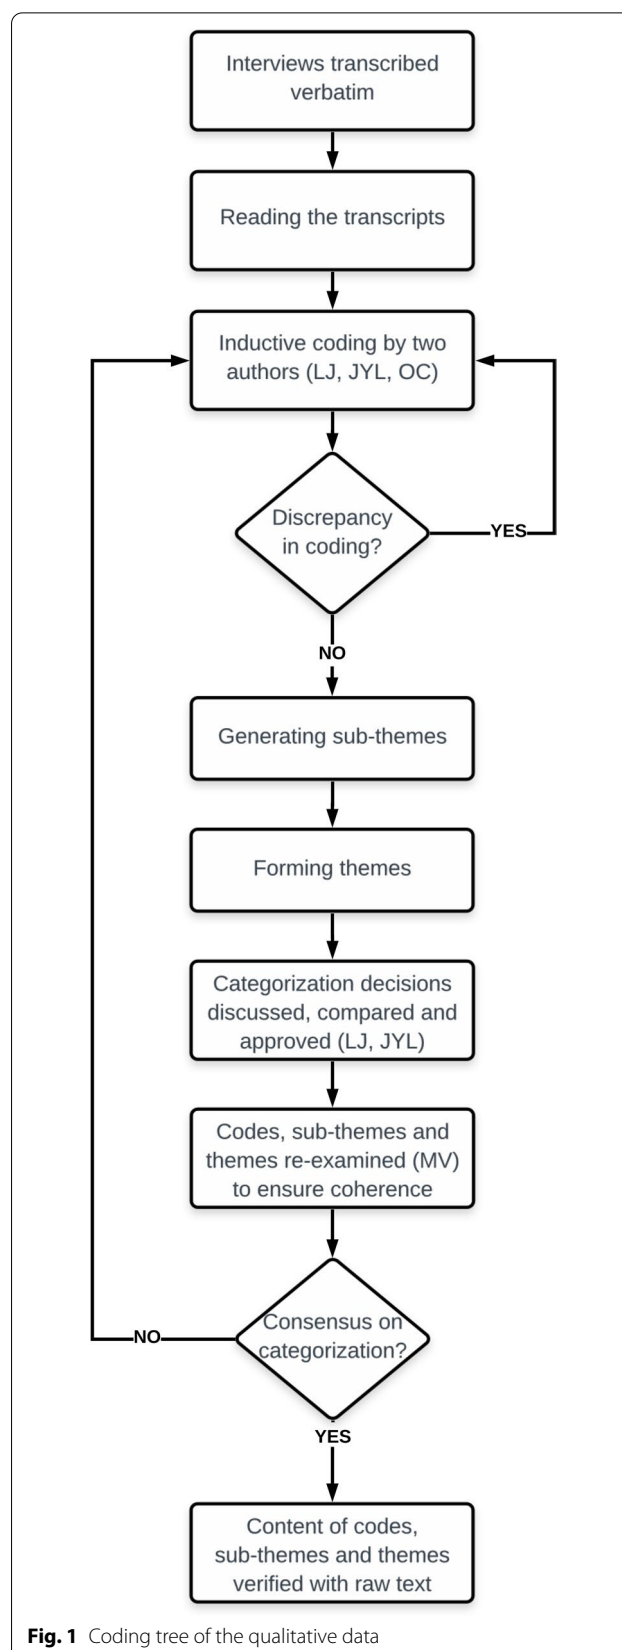 Interviews transcribed
verbatim
Reading the transcripts
Inductive coding by two
authors (LJ, JYL, OC)
Discrepancy
in coding?
YES
NO
Generating sub-themes
Forming themes
Categorization decisions
discussed, compared and
approved (LJ, JYL)
Codes, sub-themes and
themes re-examined (MV)
to ensure coherence
Consensus on
categorization?
NO
YES
Content of codes,
sub-themes and themes
verified with raw text
Fig. 1 Coding tree of the qualitative data